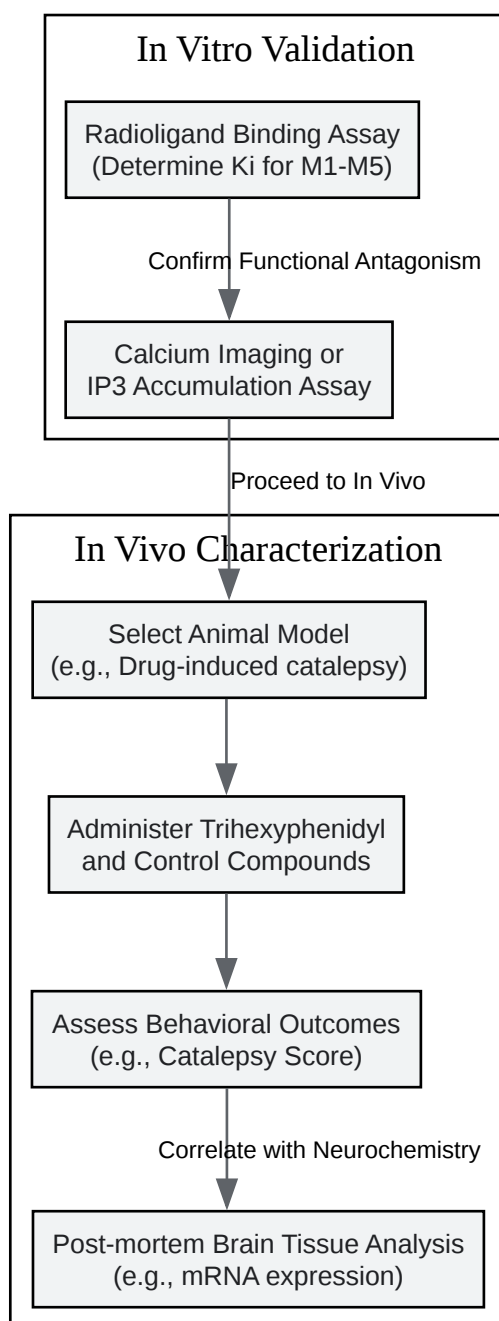 In Vitro Validation
Radioligand Binding Assay
(Determine Ki for M1-M5)
Confirm Functional Antagonism
Calcium Imaging or
IP3 Accumulation Assay
Proceed to In Vivo
In Vivo Characterization
Select Animal Model
(e.g., Drug-induced catalepsy)
Administer Trihexyphenidyl
and Control Compounds
Assess Behavioral Outcomes
(e.g., Catalepsy Score)
Correlate with Neurochemistry
Post-mortem Brain Tissue Analysis
(e.g., mRNA expression)